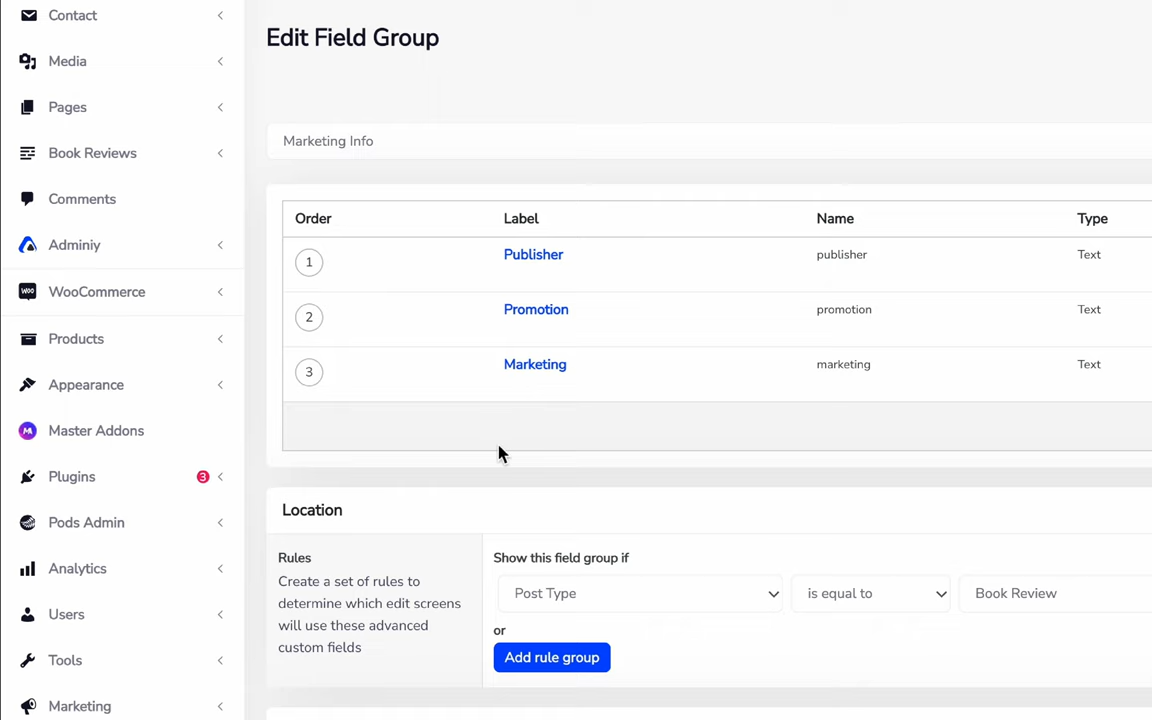 Contact
Media
Pages
Book Reviews
Comments
Adminiy
WOO WooCommerce
Products
Appearance
Master Addons
Plugins 3
Pods Admin
Analytics
Users
Tools
Marketing
Edit Field Group
Marketing Info
Order Label Name Type
1 Publisher publisher Text
2 Promotion promotion Text
3 Marketing marketing Text
Location
Rules
Create a set of rules to
determine which edit screens
will use these advanced
custom fields
Show this field group if
Post Type is equal to Book Review
or
Add rule group